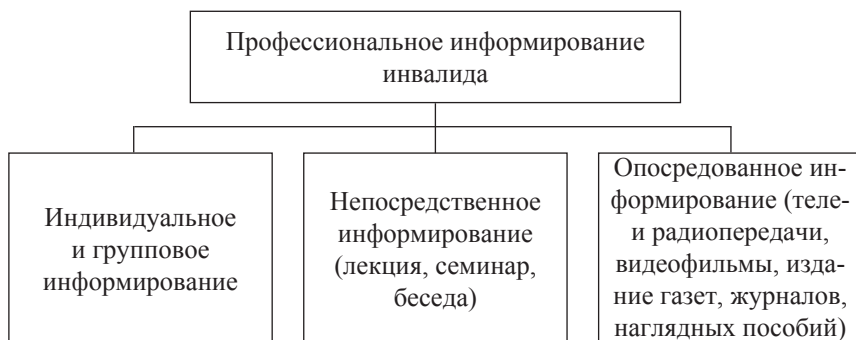 Профессиональное информирование
инвалида
Индивидуальное
и групповое
информирование
Непосредственное
информирование
(лекция, семинар,
беседа)
Опосредованное ин-
формирование (теле-
и радиопередачи,
видеофильмы, изда-
ние газет, журналов,
наглядных пособий)